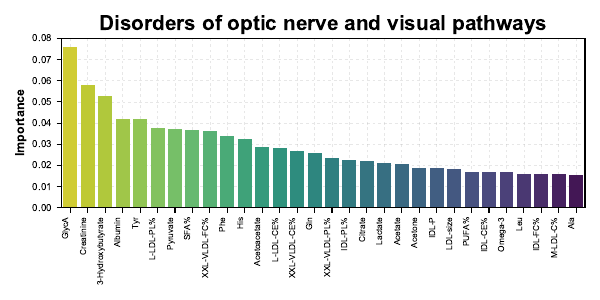 Disorders of optic nerve and visual pathways
Importance
0.08
0.07
0.06
0.05
0.04
0.03
0.02
0.01
0.00
GlycA
Creatinine
3-Hydroxybutyrate
Albumin
Tyr
L-LDL-PL%
Pyruvate
SFA%
XXL-VLDL-FC%
Phe
His
Acetoacetate
L-LDL-CE%
XXL-VLDL-CE%
Gln
XXL-VLDL-PL%
IDL-PL%
Citrate
Lactate
Acetate
Acetone
IDL-P
LDL-size
PUFA%
IDL-CE%
Omega-3
Leu
IDL-FC%
M-LDL-C%
Ala